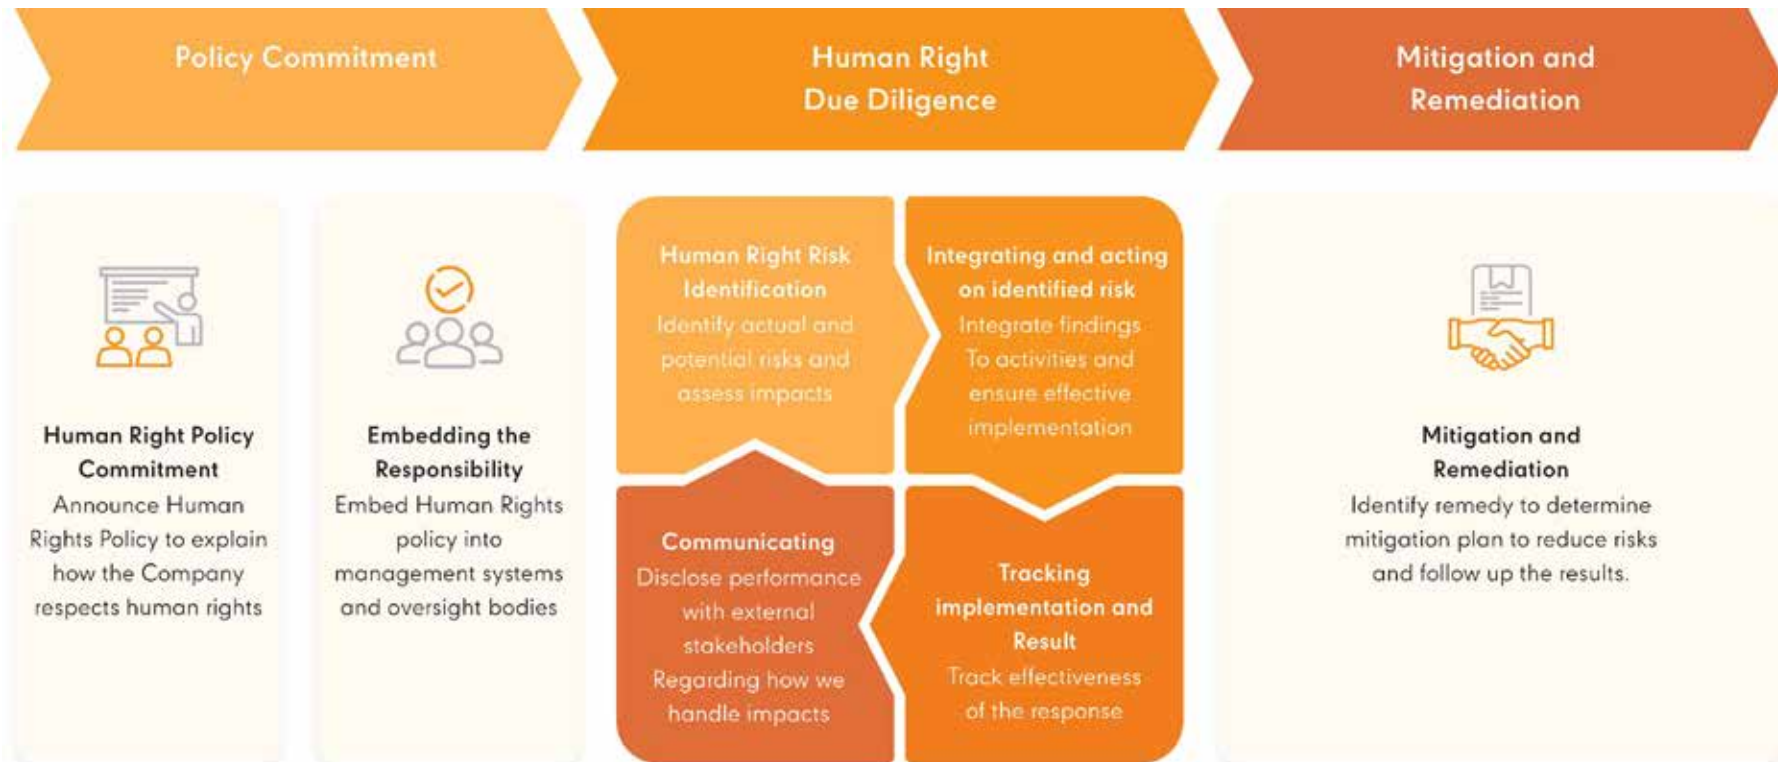 Policy Commitment
Human Right
Due Diligence
Mitigation and
Remediation
Human Right Policy
Commitment
Announce Human
Rights Policy to explain
how the Company
respects human rights
Embedding the
Responsibility
Embed Human Rights
policy into
management systems
and oversight bodies
Human Right Risk
Identification
Identify actual and
potential risks and
assess impacts
Integrating and acting
on identified risk
Integrate findings
To activities and
ensure effective
implementation
Tracking
implementation and
Result
Track effectiveness
of the response
Communicating
Disclose performance
with external
stakeholders
Regarding how we
handle impacts
Mitigation and
Remediation
Identify remedy to determine
mitigation plan to reduce risks
and follow up the results.